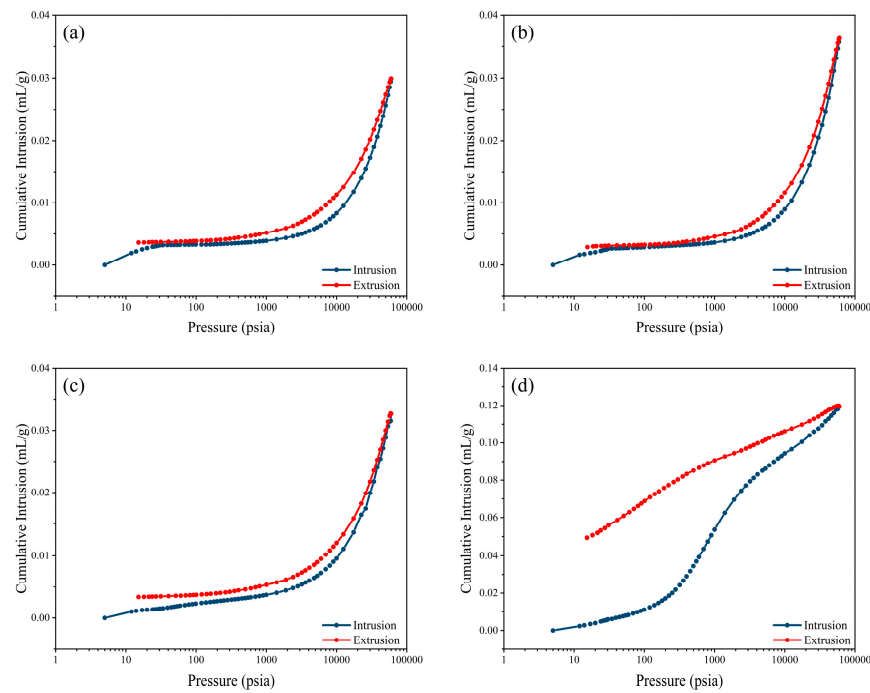 (a)
0.04
0.03
0.02
0.01
0.00
Cumulative Intrusion (mL/g)
Intrusion
Extrusion
1 10 100 1000 10000 100000
Pressure (psia)
(b)
0.04
0.03
0.02
0.01
0.00
Cumulative Intrusion (mL/g)
Intrusion
Extrusion
1 10 100 1000 10000 100000
Pressure (psia)
(c)
0.04
0.03
0.02
0.01
0.00
Cumulative Intrusion (mL/g)
Intrusion
Extrusion
1 10 100 1000 10000 100000
Pressure (psia)
(d)
0.14
0.12
0.10
0.08
0.06
0.04
0.02
0.00
Cumulative Intrusion (mL/g)
Intrusion
Extrusion
1 10 100 1000 10000 100000
Pressure (psia)